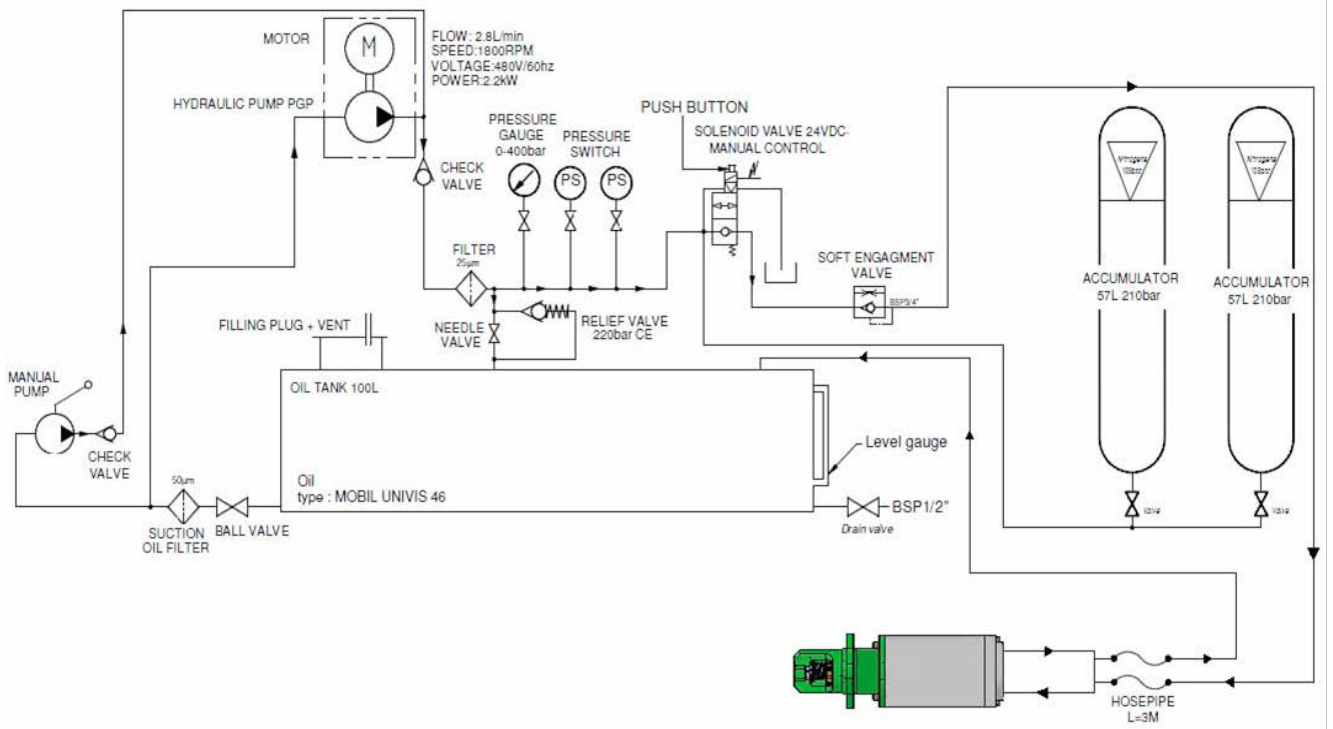 MOTOR
M
FLOW: 2.8L/min
SPEED:1800RPM
VOLTAGE:480V/60hz
POWER:2.2kW
HYDRAULIC PUMP PGP
CHECK
VALVE
PRESSURE
GAUGE
0-400bar
PRESSURE
SWITCH
PS
PS
PUSH BUTTON
SOLENOID VALVE 24VDC-
MANUAL CONTROL
FILTER
25µm
NEEDLE
VALVE
RELIEF VALVE
220bar CE
SOFT ENGAGMENT
VALVE
BSP3/4"
Nitrogène
Nitrogène
ACCUMULATOR
57L 210bar
ACCUMULATOR
57L 210bar
Valve
Valve
FILLING PLUG + VENT
MANUAL
PUMP
CHECK
VALVE
50µm
SUCTION
OIL FILTER
BALL VALVE
OIL TANK 100L
Oil
type : MOBIL UNIVIS 46
Level gauge
BSP1/2"
Drain valve
HOSEPIPE
L=3M